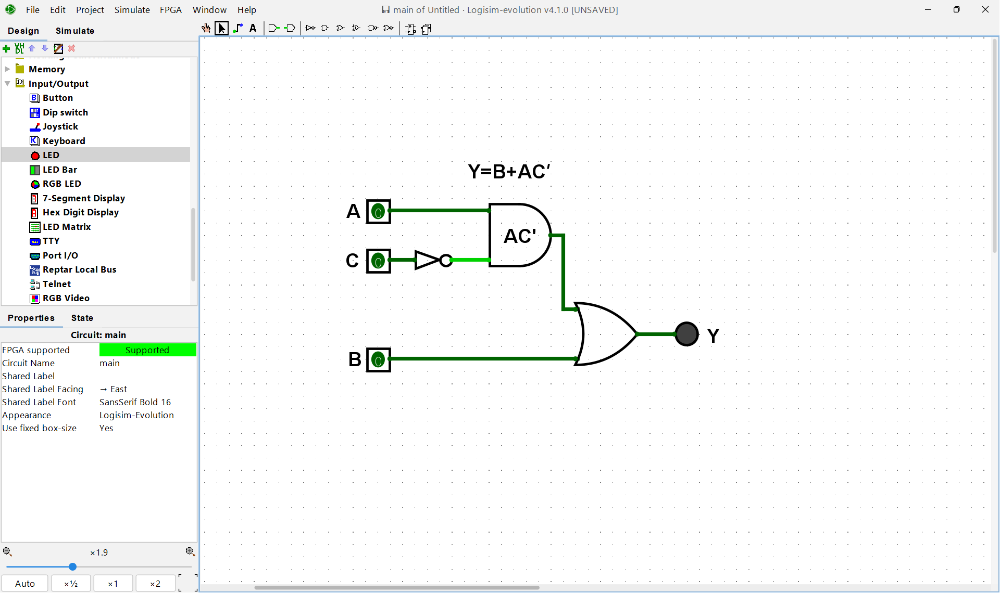 File Edit Project Simulate FPGA Window Help
main of Untitled · Logisim-evolution v4.1.0 [UNSAVED]
Design Simulate
A
VHDL
Memory
Input/Output
Button
Dip switch
Joystick
Keyboard
LED
LED Bar
RGB LED
7-Segment Display
Hex Digit Display
LED Matrix
TTY
Port I/O
Reptar Local Bus
Telnet
RGB Video
Properties State
Circuit: main
FPGA supported Supported
Circuit Name main
Shared Label
Shared Label Facing → East
Shared Label Font SansSerif Bold 16
Appearance Logisim-Evolution
Use fixed box-size Yes
×1.9
Auto ×½ ×1 ×2
Y=B+AC′
A 0
AC'
C 0
Y
B 0